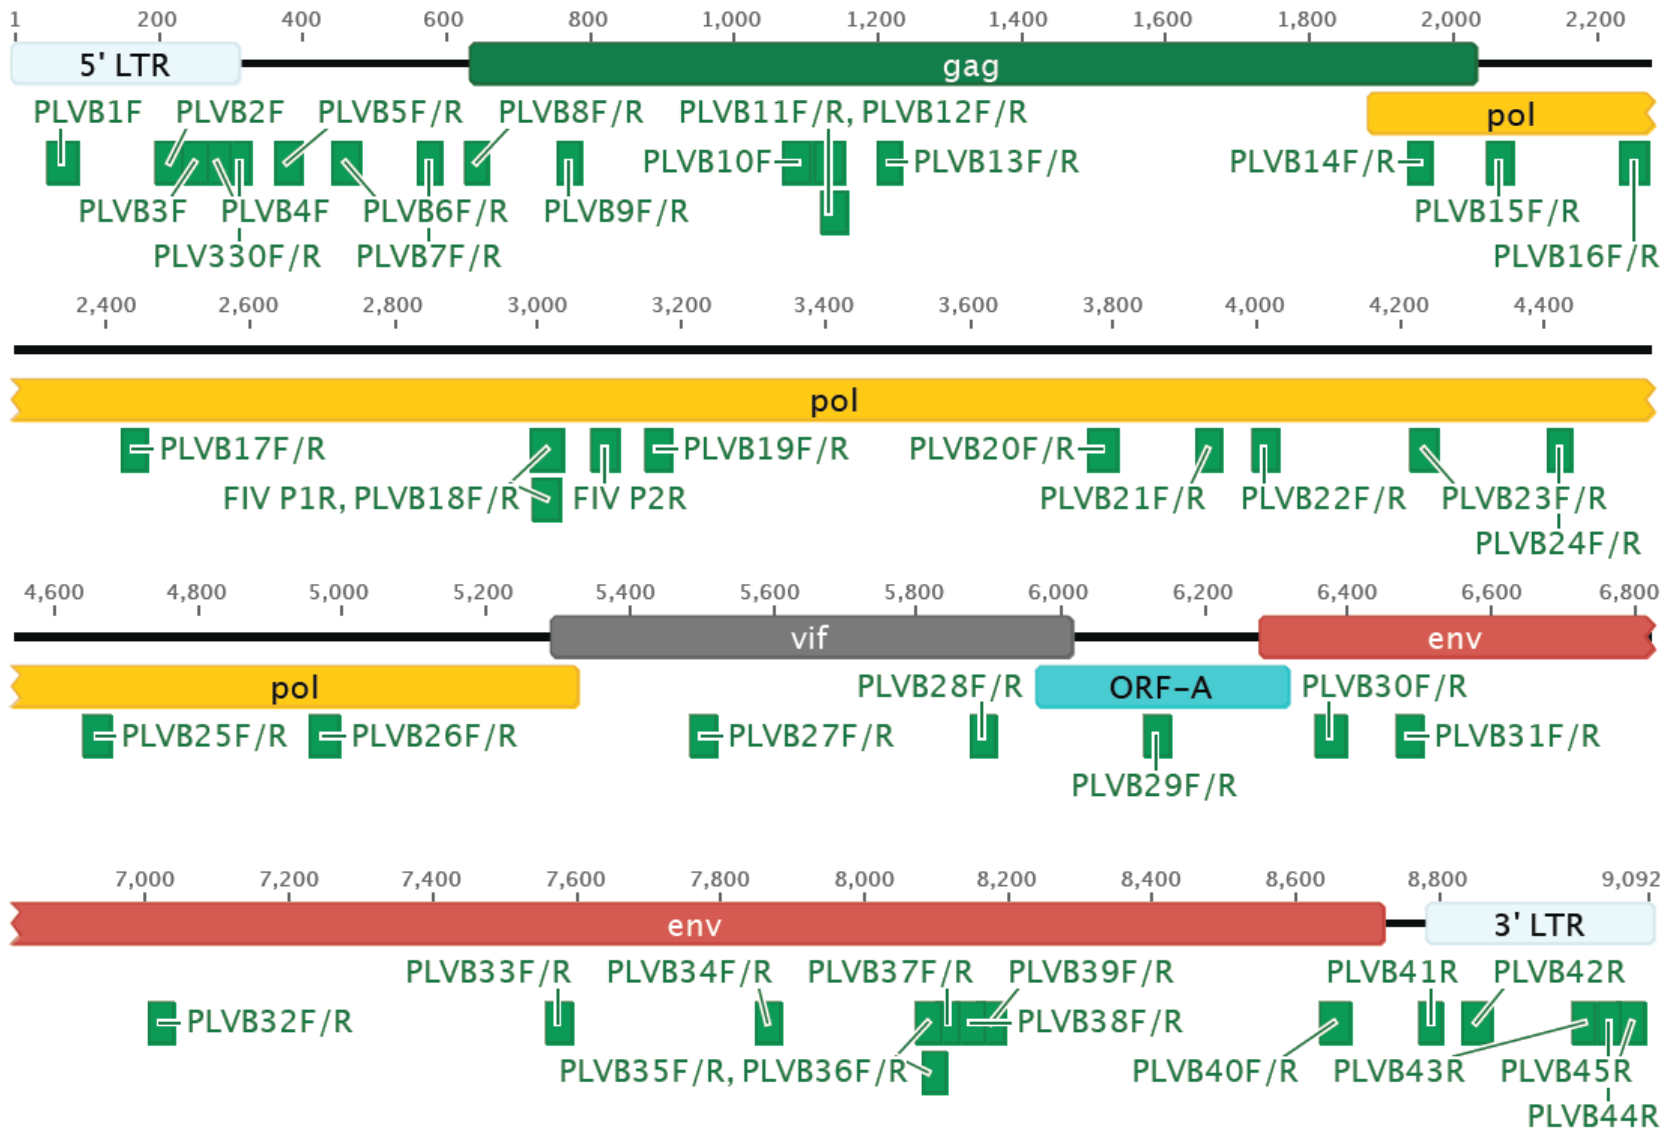 1 200 400 600 800 1,000 1,200 1,400 1,600 1,800 2,000 2,200
5' LTR gag
PLVB1F PLVB2F PLVB5F/R PLVB8F/R PLVB11F/R, PLVB12F/R pol
PLVB10F PLVB13F/R PLVB14F/R
PLVB3F PLVB4F PLVB6F/R PLVB9F/R PLVB15F/R
PLV330F/R PLVB7F/R PLVB16F/R
2,400 2,600 2,800 3,000 3,200 3,400 3,600 3,800 4,000 4,200 4,400
pol
PLVB17F/R PLVB19F/R PLVB20F/R
FIV P1R, PLVB18F/R FIV P2R PLVB21F/R PLVB22F/R PLVB23F/R
PLVB24F/R
4,600 4,800 5,000 5,200 5,400 5,600 5,800 6,000 6,200 6,400 6,600 6,800
vif env
pol PLVB28F/R ORF-A PLVB30F/R
PLVB25F/R PLVB26F/R PLVB27F/R PLVB31F/R
PLVB29F/R
7,000 7,200 7,400 7,600 7,800 8,000 8,200 8,400 8,600 8,800 9,092
env 3' LTR
PLVB33F/R PLVB34F/R PLVB37F/R PLVB39F/R PLVB41R PLVB42R
PLVB32F/R PLVB38F/R
PLVB35F/R, PLVB36F/R PLVB40F/R PLVB43R PLVB45R
PLVB44R